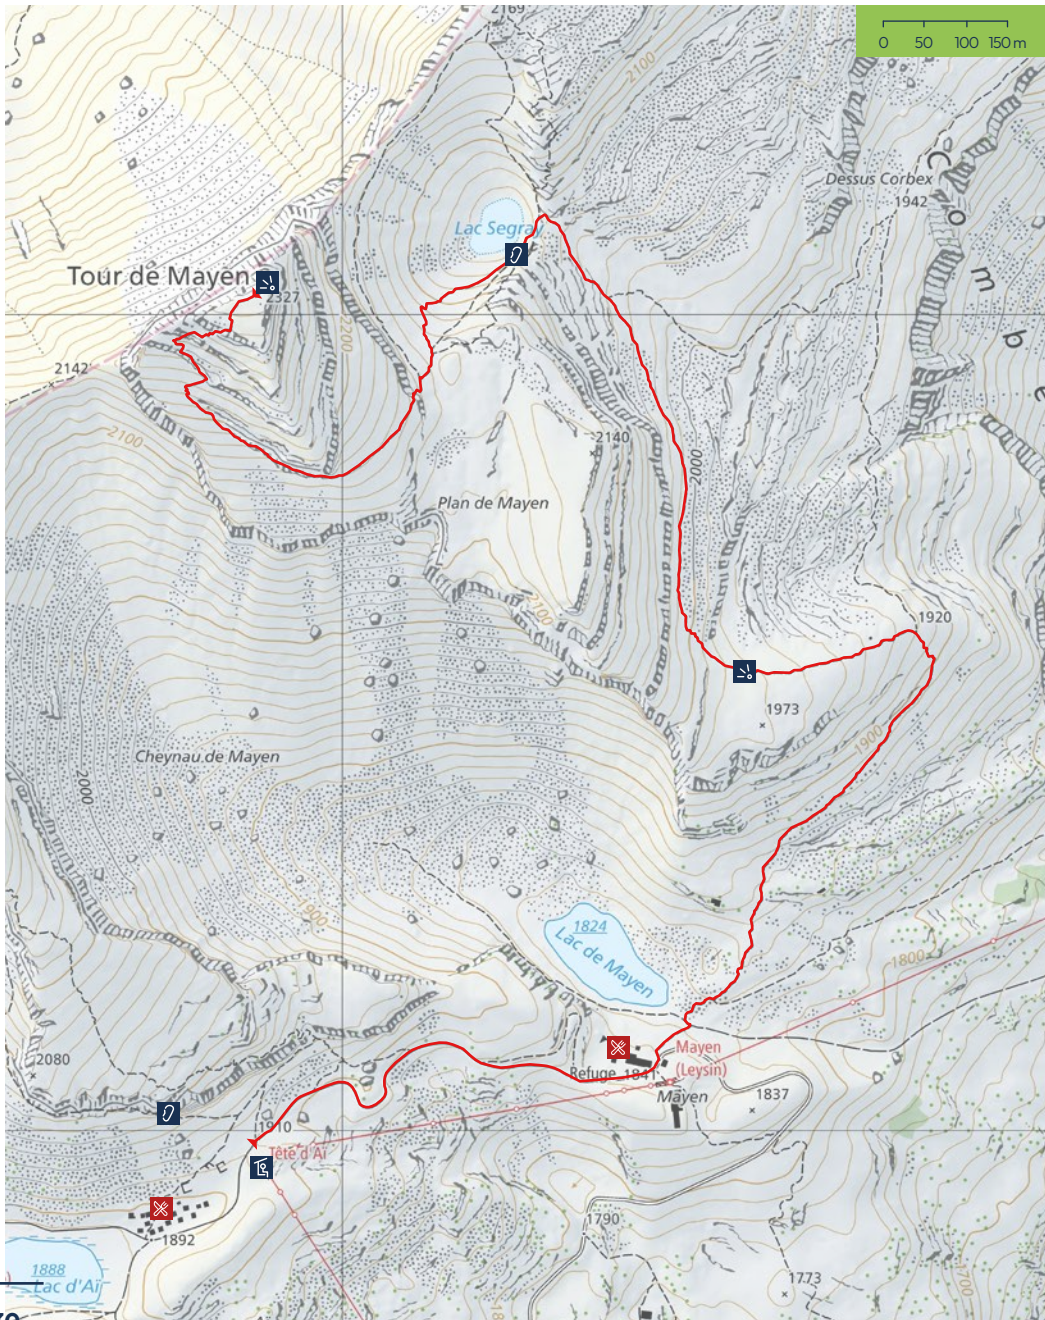 2169
0 50 100 150 m
2100
Dessus Corbex
1942
C
o
m
b
e
Lac Segray
Tour de Mayen
2327
2200
2142
2100
2140
2000
Plan de Mayen
2100
1920
1973
1900
Cheynau de Mayen
2000
1900
1824
Lac de Mayen
1800
Mayen
(Leysin)
Refuge 1841
Mayen
1837
2080
1910
Tête d'Aï
1892
1790
1888
Lac d'Aï
1773
1700